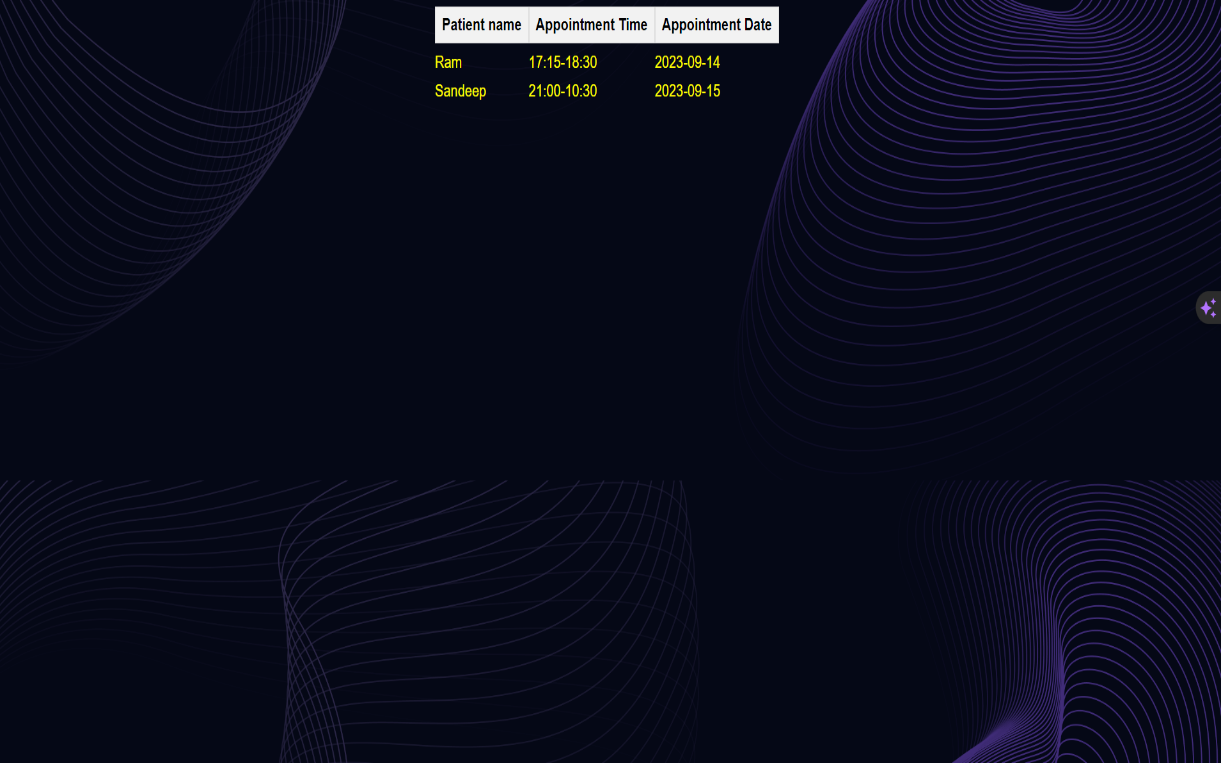 Patient name Appointment Time Appointment Date
Ram 17:15-18:30 2023-09-14
Sandeep 21:00-10:30 2023-09-15